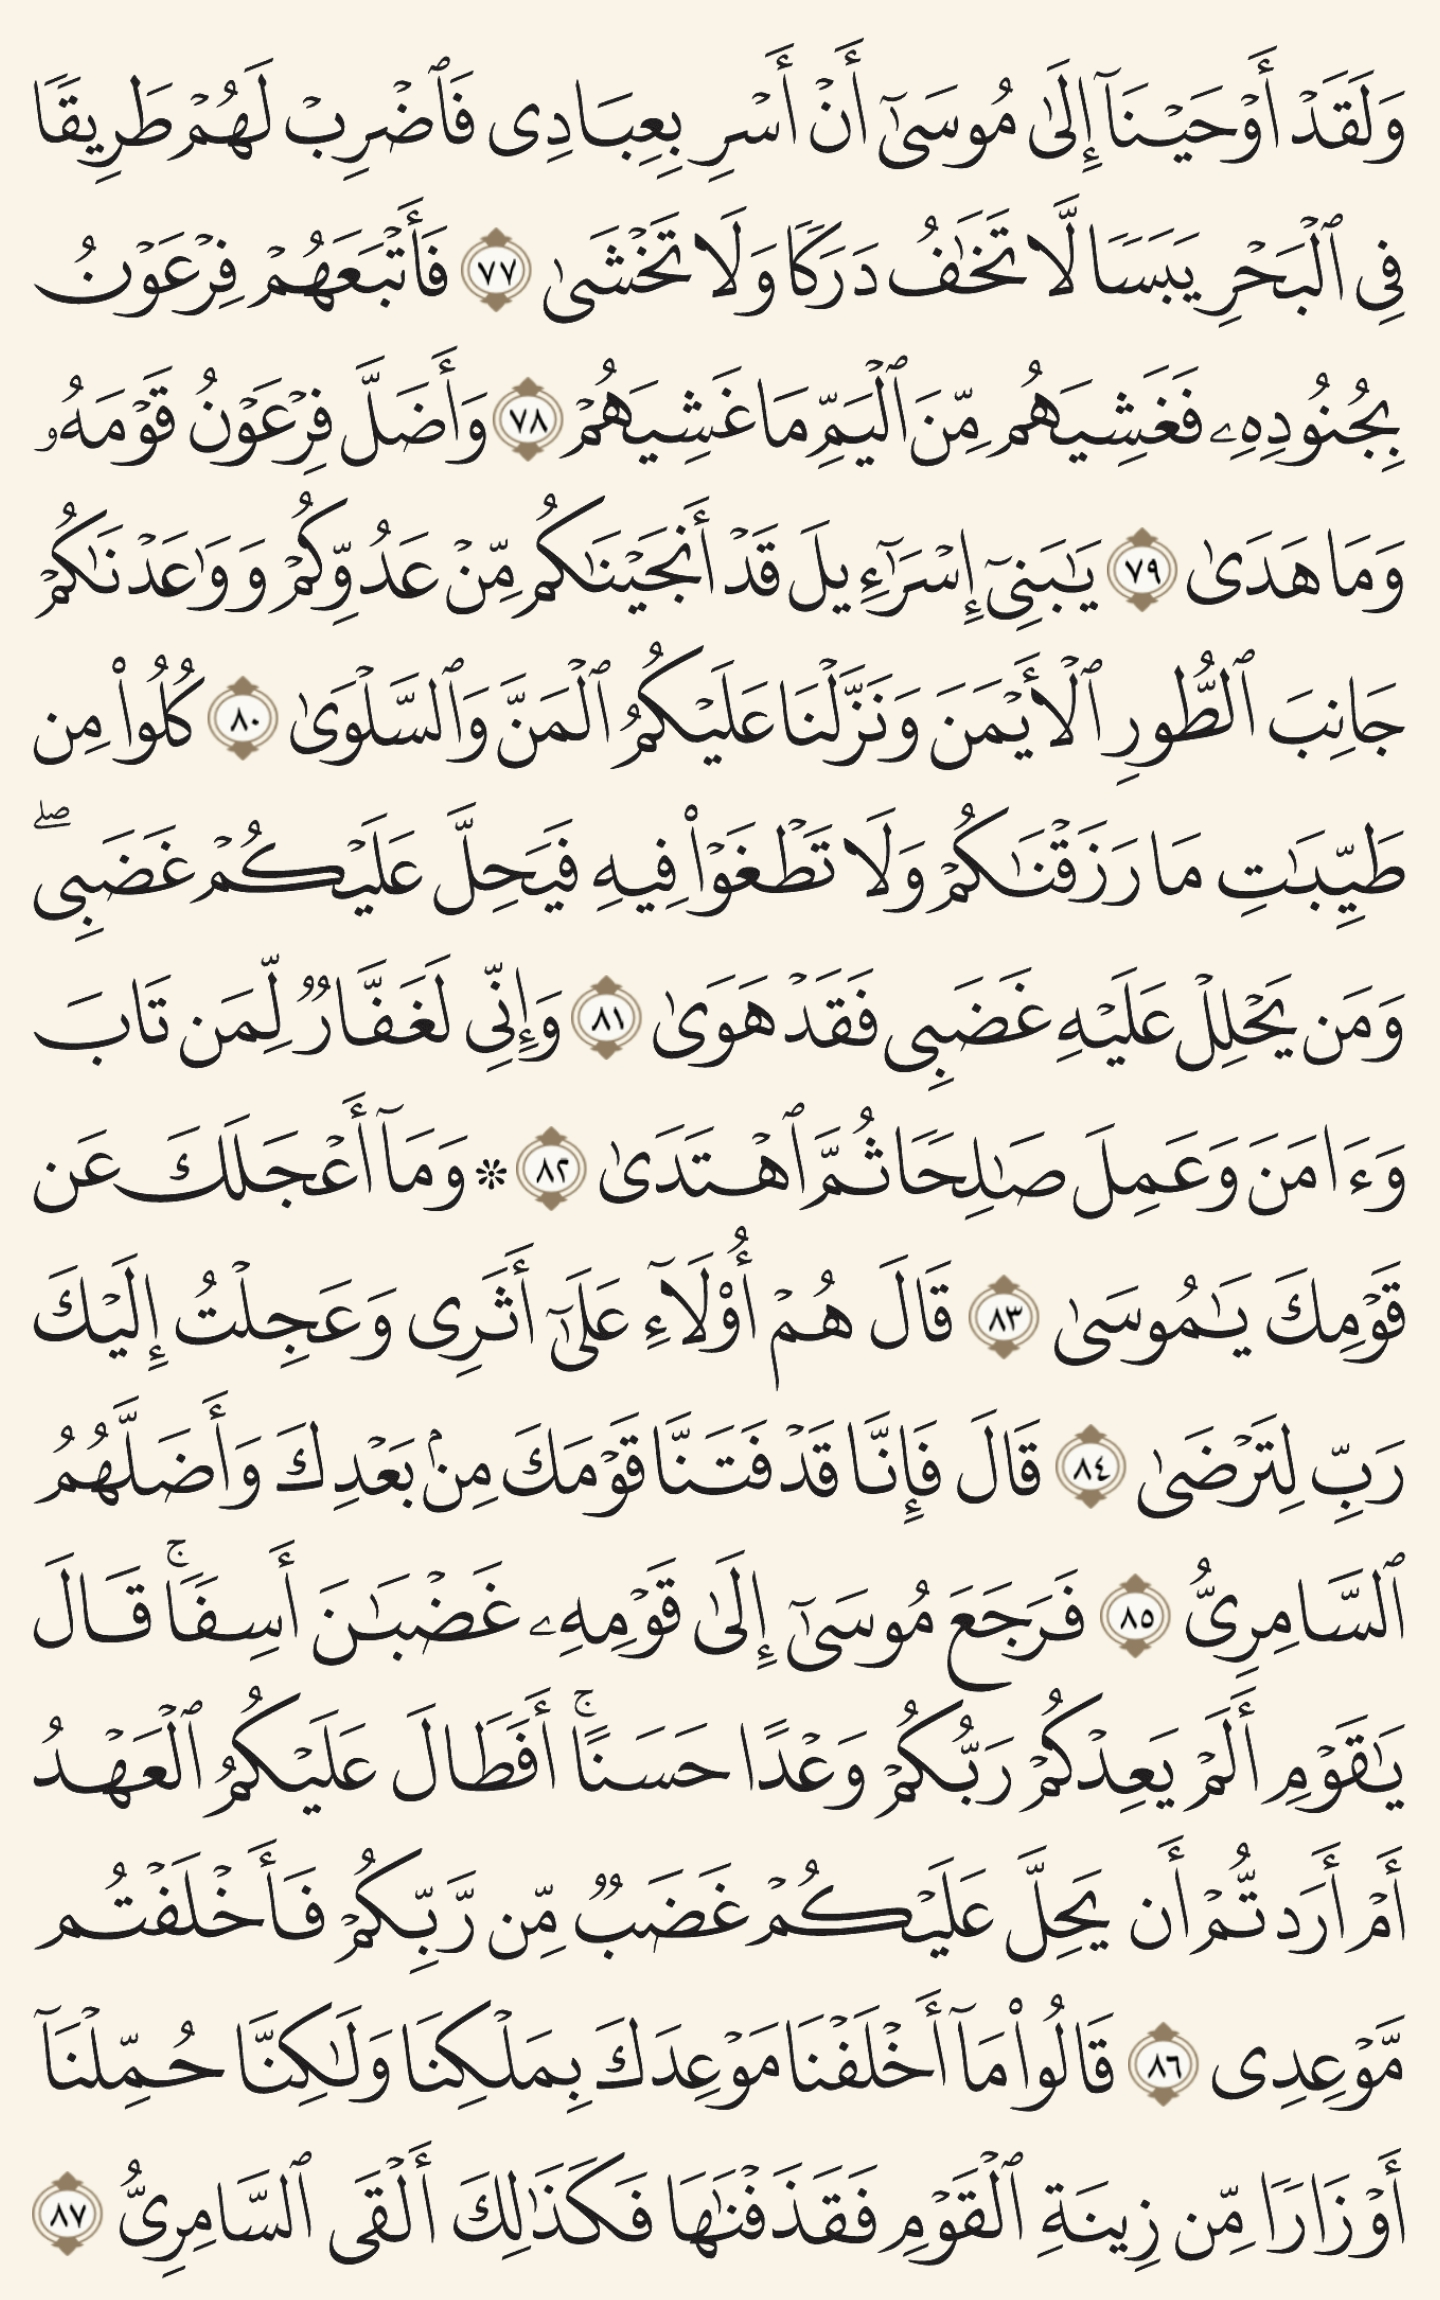 وَلَقَدْ أَوْحَيْنَآ إِلَىٰ مُوسَىٰٓ أَنْ أَسْرِ بِعِبَادِى فَٱضْرِبْ لَهُمْ طَرِيقًا
فِى ٱلْبَحْرِ يَبَسًا لَّا تَخَٰفُ دَرَكًا وَلَا تَخْشَىٰ ٧٧ فَأَتْبَعَهُمْ فِرْعَوْنُ
بِجُنُودِهِۦ فَغَشِيَهُم مِّنَ ٱلْيَمِّ مَا غَشِيَهُمْ ٧٨ وَأَضَلَّ فِرْعَوْنُ قَوْمَهُۥ
وَمَا هَدَىٰ ٧٩ يَٰبَنِىٓ إِسْرَٰٓءِيلَ قَدْ أَنجَيْنَٰكُم مِّنْ عَدُوِّكُمْ وَوَٰعَدْنَٰكُمْ
جَانِبَ ٱلطُّورِ ٱلْأَيْمَنَ وَنَزَّلْنَا عَلَيْكُمُ ٱلْمَنَّ وَٱلسَّلْوَىٰ ٨٠ كُلُوا۟ مِن
طَيِّبَٰتِ مَا رَزَقْنَٰكُمْ وَلَا تَطْغَوْا۟ فِيهِ فَيَحِلَّ عَلَيْكُمْ غَضَبِىۖ
وَمَن يَحْلِلْ عَلَيْهِ غَضَبِى فَقَدْ هَوَىٰ ٨١ وَإِنِّى لَغَفَّارٌ لِّمَن تَابَ
وَءَامَنَ وَعَمِلَ صَٰلِحًا ثُمَّ ٱهْتَدَىٰ ٨٢ ۞ وَمَآ أَعْجَلَكَ عَن
قَوْمِكَ يَٰمُوسَىٰ ٨٣ قَالَ هُمْ أُو۟لَآءِ عَلَىٰٓ أَثَرِى وَعَجِلْتُ إِلَيْكَ
رَبِّ لِتَرْضَىٰ ٨٤ قَالَ فَإِنَّا قَدْ فَتَنَّا قَوْمَكَ مِنۢ بَعْدِكَ وَأَضَلَّهُمُ
ٱلسَّامِرِىُّ ٨٥ فَرَجَعَ مُوسَىٰٓ إِلَىٰ قَوْمِهِۦ غَضْبَٰنَ أَسِفًاۚ قَالَ
يَٰقَوْمِ أَلَمْ يَعِدْكُمْ رَبُّكُمْ وَعْدًا حَسَنًاۚ أَفَطَالَ عَلَيْكُمُ ٱلْعَهْدُ
أَمْ أَرَدتُّمْ أَن يَحِلَّ عَلَيْكُمْ غَضَبٌ مِّن رَّبِّكُمْ فَأَخْلَفْتُم
مَّوْعِدِى ٨٦ قَالُوا۟ مَآ أَخْلَفْنَا مَوْعِدَكَ بِمَلْكِنَا وَلَٰكِنَّا حُمِّلْنَآ
أَوْزَارًا مِّن زِينَةِ ٱلْقَوْمِ فَقَذَفْنَٰهَا فَكَذَٰلِكَ أَلْقَى ٱلسَّامِرِىُّ ٨٧